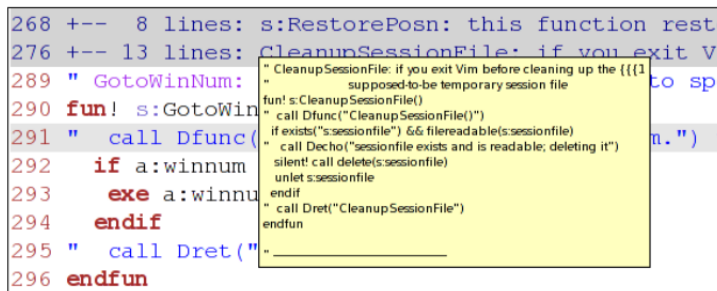 268 +--  8 lines: s:RestorePosn: this function rest
276 +-- 13 lines: CleanupSessionFile: if you exit V
289 " GotoWinNum: to sp
290 fun! s:GotoWin
291 "  call Dfunc( m.")
292   if a:winnum
293    exe a:winnu
294   endif
295 "  call Dret("
296 endfun
" CleanupSessionFile: if you exit Vim before cleaning up the {{{1
"                     supposed-to-be temporary session file
fun! s:CleanupSessionFile()
"  call Dfunc("CleanupSessionFile()")
  if exists("s:sessionfile") && filereadable(s:sessionfile)
"   call Decho("sessionfile exists and is readable; deleting it")
   silent! call delete(s:sessionfile)
   unlet s:sessionfile
  endif
"  call Dret("CleanupSessionFile")
endfun
" ______________________________